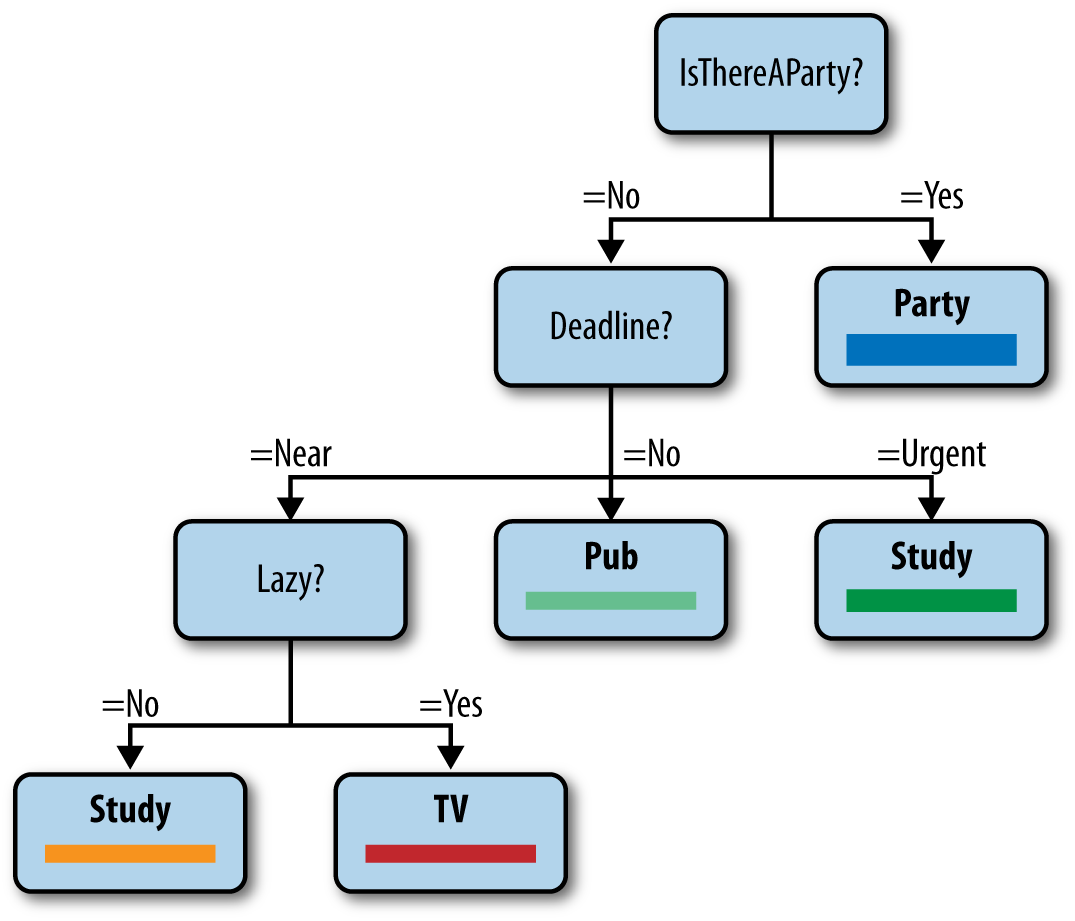 IsThereAParty?
=No
=Yes
Deadline?
Party
=Near
=No
=Urgent
Lazy?
Pub
Study
=No
=Yes
Study
TV